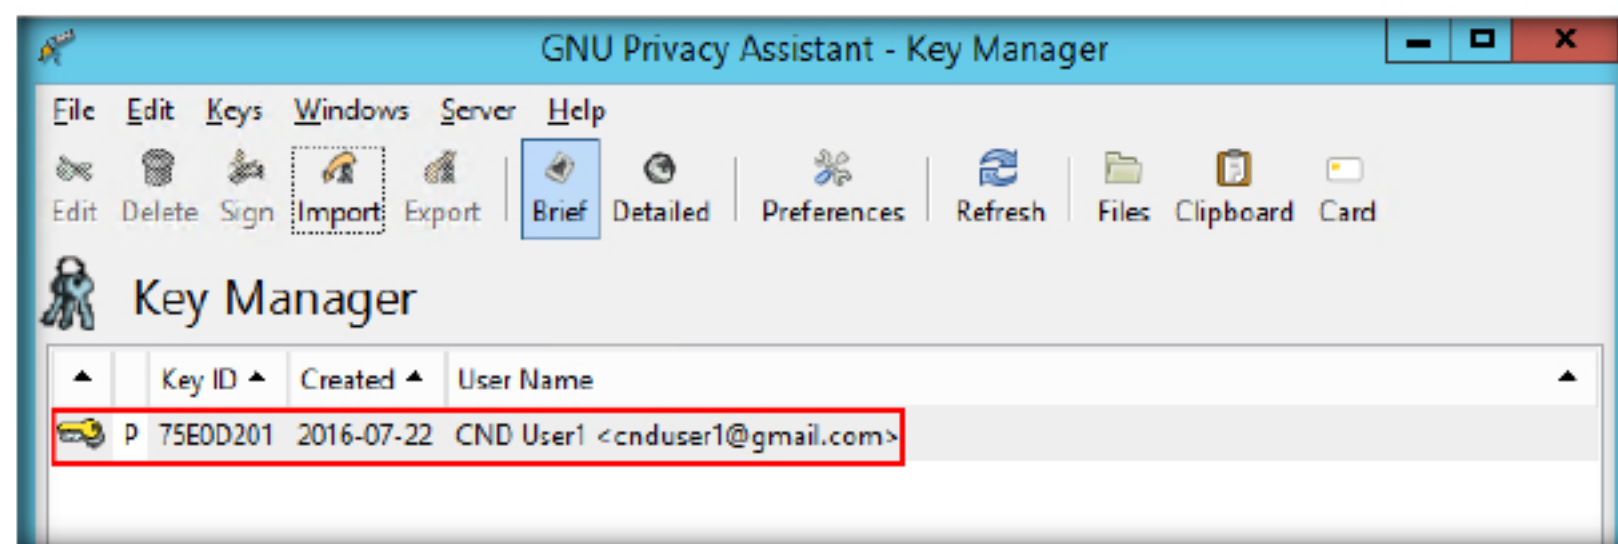 GNU Privacy Assistant - Key Manager
File Edit Keys Windows Server Help
Edit Delete Sign Import Export Brief Detailed Preferences Refresh Files Clipboard Card
Key Manager
Key ID Created User Name
P 75E0D201 2016-07-22 CND User1 <cnduser1@gmail.com>